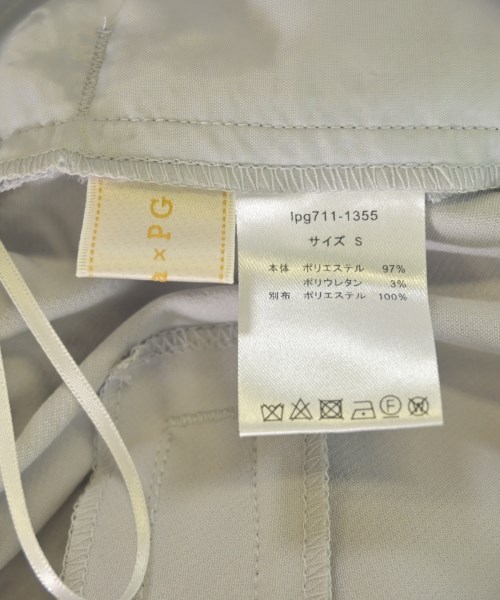 a × PG
lpg711-1355
サイズ S
本体 ポリエステル 97%
ポリウレタン 3%
別布 ポリエステル 100%